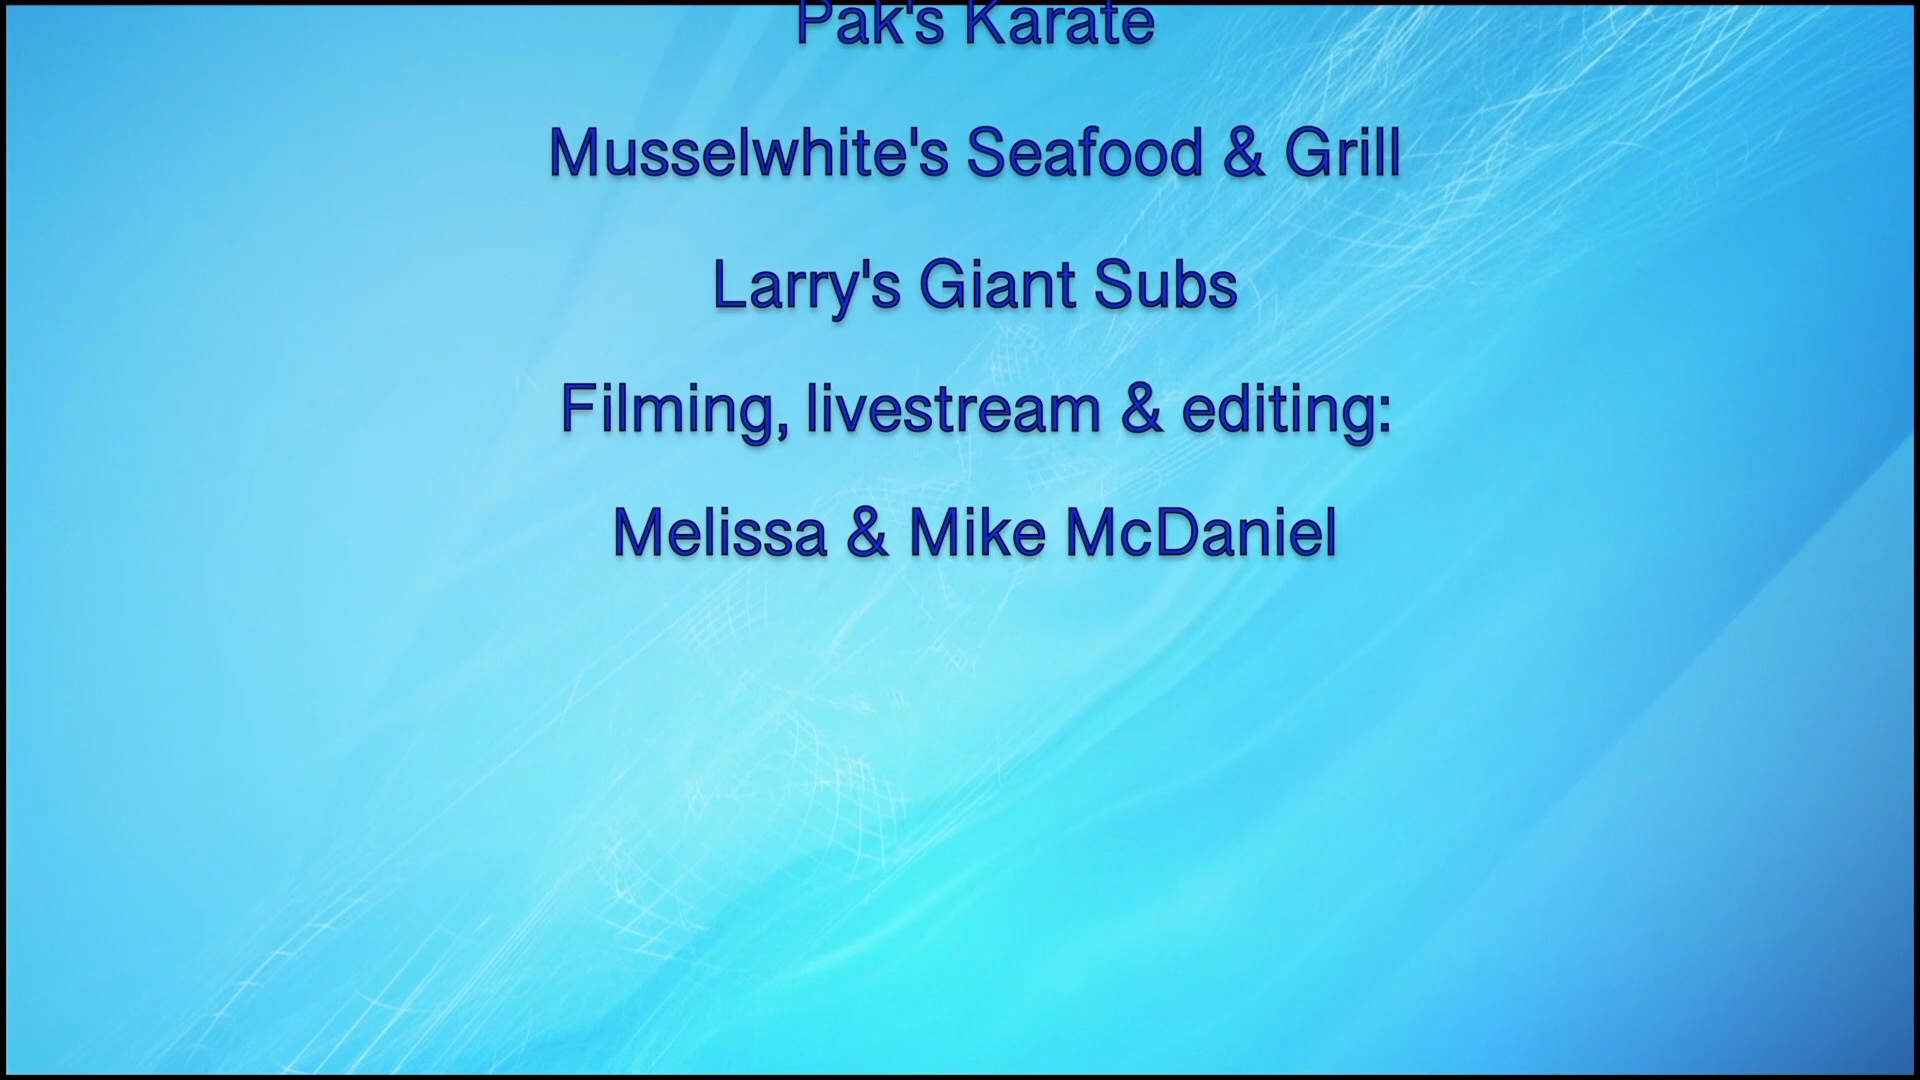 Pak's Karate
Musselwhite's Seafood & Grill
Larry's Giant Subs
Filming, livestream & editing:
Melissa & Mike McDaniel